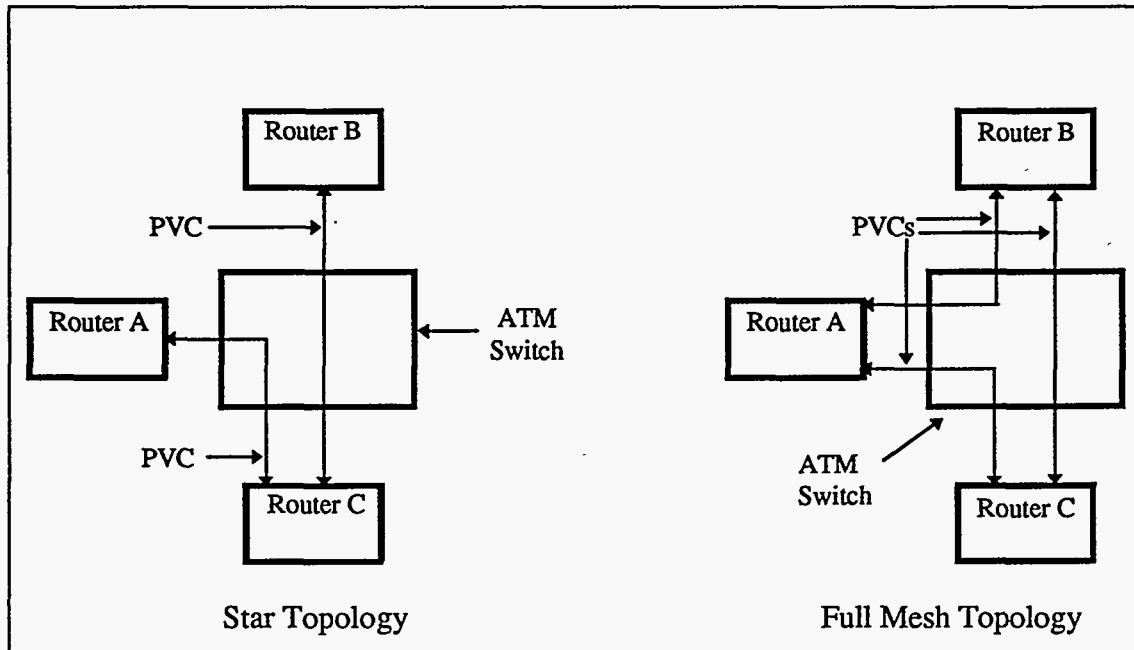 Router B
PVC
Router A
ATM
Switch
PVC
Router C
Star Topology
Router B
PVCs
Router A
ATM
Switch
Router C
Full Mesh Topology